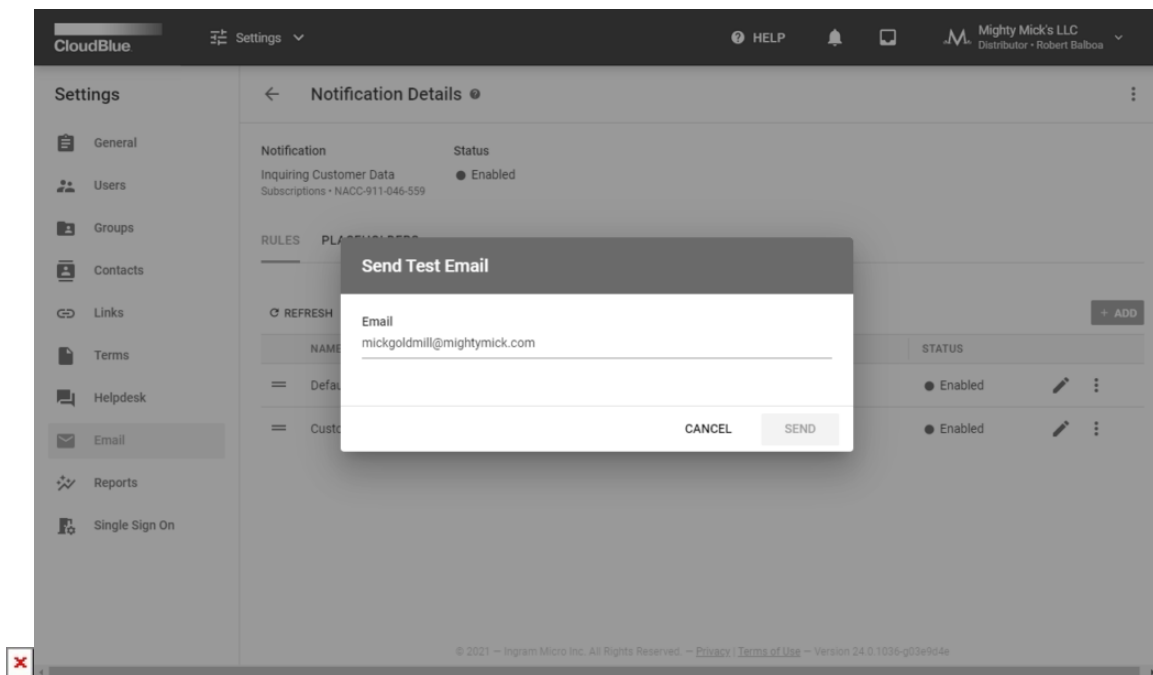 CloudBlue
Settings
HELP
Mighty Mick's LLC
Distributor • Robert Balboa
Settings
General
Users
Groups
Contacts
Links
Terms
Helpdesk
Email
Reports
Single Sign On
Notification Details
Notification
Inquiring Customer Data
Subscriptions • NACC-911-046-559
Status
Enabled
RULES
REFRESH
+ ADD
STATUS
Enabled
Enabled
Send Test Email
Email
mickgoldmill@mightymick.com
CANCEL
SEND
© 2021 — Ingram Micro Inc. All Rights Reserved. — Privacy | Terms of Use — Version 24.0.1036-g03e9d4e